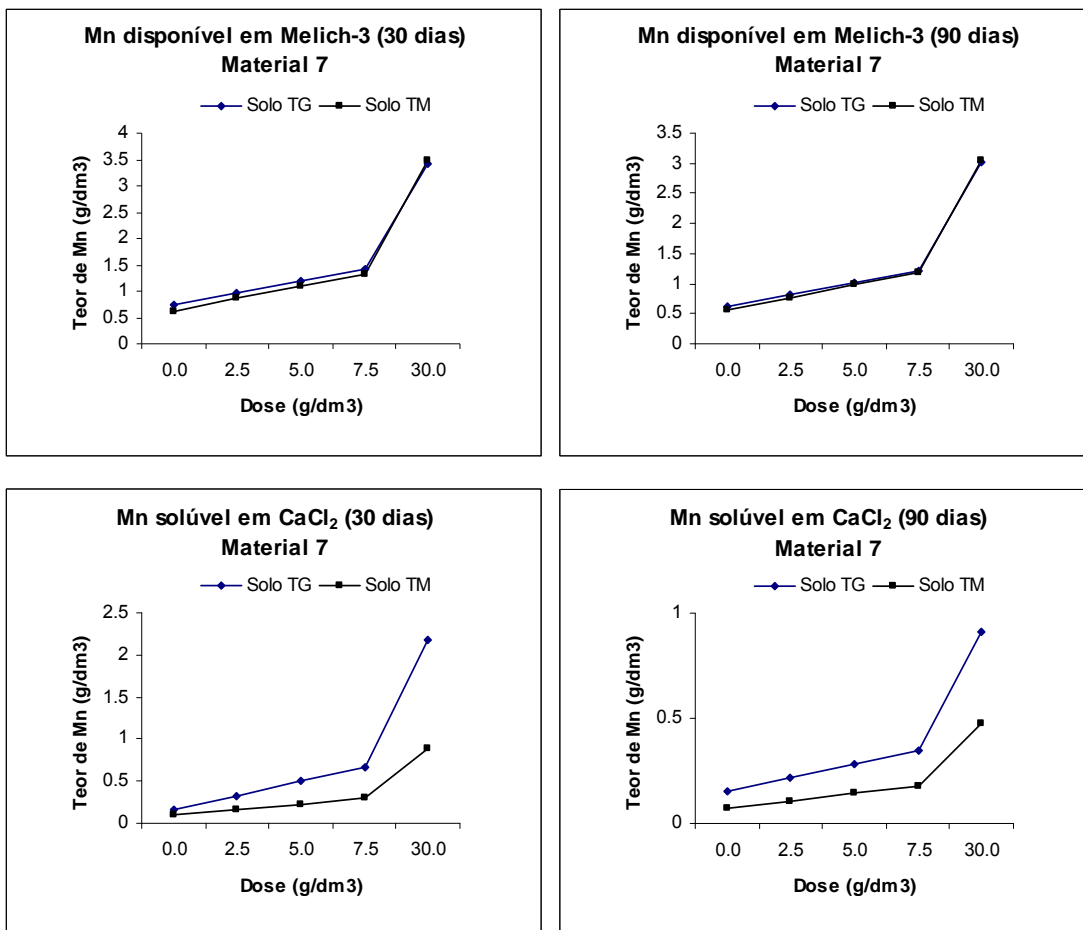 Mn disponível em Melich-3 (30 dias)
Material 7
Solo TG Solo TM
Teor de Mn (g/dm3)
4
3.5
3
2.5
2
1.5
1
0.5
0
0.0 2.5 5.0 7.5 30.0
Dose (g/dm3)
Mn disponível em Melich-3 (90 dias)
Material 7
Solo TG Solo TM
Teor de Mn (g/dm3)
3.5
3
2.5
2
1.5
1
0.5
0
0.0 2.5 5.0 7.5 30.0
Dose (g/dm3)
Mn solúvel em CaCl₂ (30 dias)
Material 7
Solo TG Solo TM
Teor de Mn (g/dm3)
2.5
2
1.5
1
0.5
0
0.0 2.5 5.0 7.5 30.0
Dose (g/dm3)
Mn solúvel em CaCl₂ (90 dias)
Material 7
Solo TG Solo TM
Teor de Mn (g/dm3)
1
0.5
0
0.0 2.5 5.0 7.5 30.0
Dose (g/dm3)